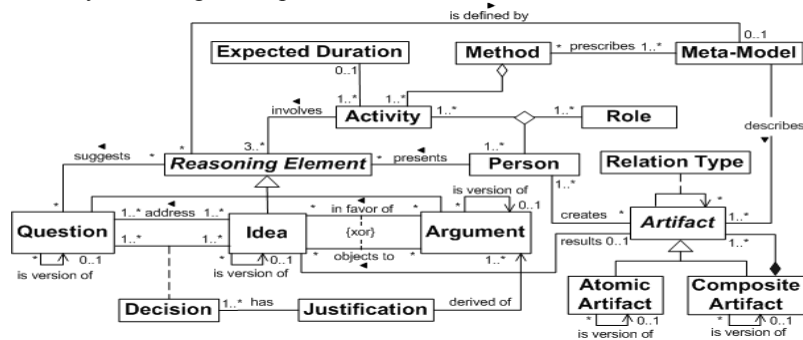 is defined by
0..1
Expected Duration
Method
* prescribes 1..*
Meta-Model
*
0..1
1..*
1..*
involves
Activity
1..*
1..*
Role
describes
3..*
1..*
suggests
*
Reasoning Element
*
presents
Person
Relation Type
is version of
1..*
*
*
*
0..1
creates
*
Artifact
1..*
Question
1..* address 1..*
Idea
*
in favor of
*
Argument
{xor}
results 0..1
1..*
1..*
1..*
*
objects to
*
*
0..1
is version of
*
0..1
is version of
1..*
*
Atomic
Artifact
Composite
Artifact
Decision
1..*
has
Justification
derived of
*
0..1
is version of
*
0..1
is version of